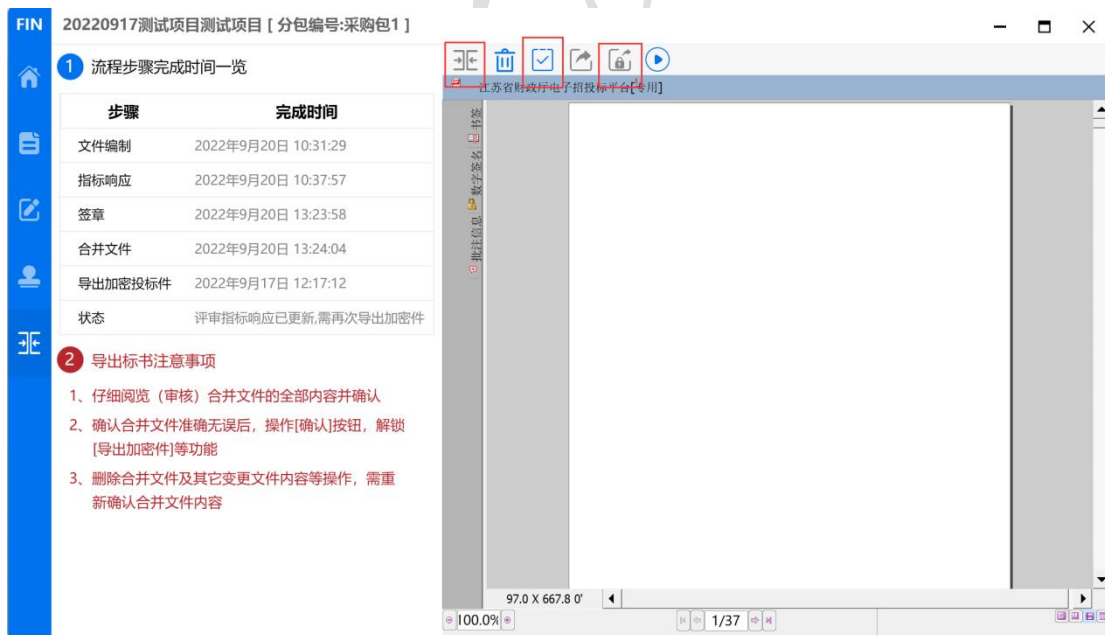 FIN 20220917测试项目测试项目 [ 分包编号:采购包1 ]
1 流程步骤完成时间一览
步骤 完成时间
文件编制 2022年9月20日 10:31:29
指标响应 2022年9月20日 10:37:57
签章 2022年9月20日 13:23:58
合并文件 2022年9月20日 13:24:04
导出加密投标件 2022年9月17日 12:17:12
状态 评审指标响应已更新,需再次导出加密件
2 导出标书注意事项
1、仔细阅览（审核）合并文件的全部内容并确认
2、确认合并文件准确无误后，操作[确认]按钮，解锁
[导出加密件]等功能
3、删除合并文件及其它变更文件内容等操作，需重
新确认合并文件内容
江苏省财政厅电子招投标平台[专用]
书签
数字签名
批注信息
97.0 X 667.8 0'
100.0%
1/37